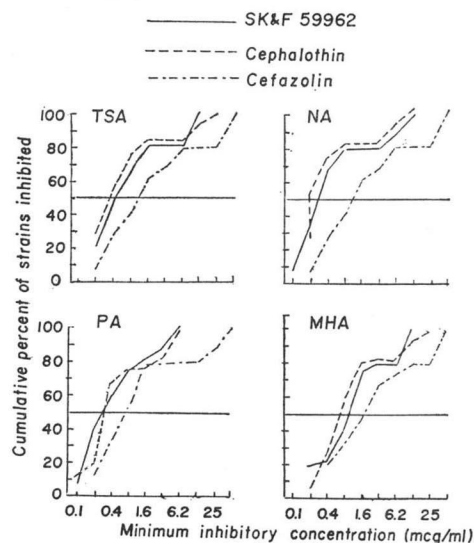 SK&F 59962
Cephalothin
Cefazolin
Cumulative percent of strains inhibited
TSA
NA
100
80
60
40
20
0
PA
MHA
100
80
60
40
20
0
0.1 0.4 1.6 6.2 25
0.1 0.4 1.6 6.2 25
Minimum inhibitory concentration (mcg/ml)